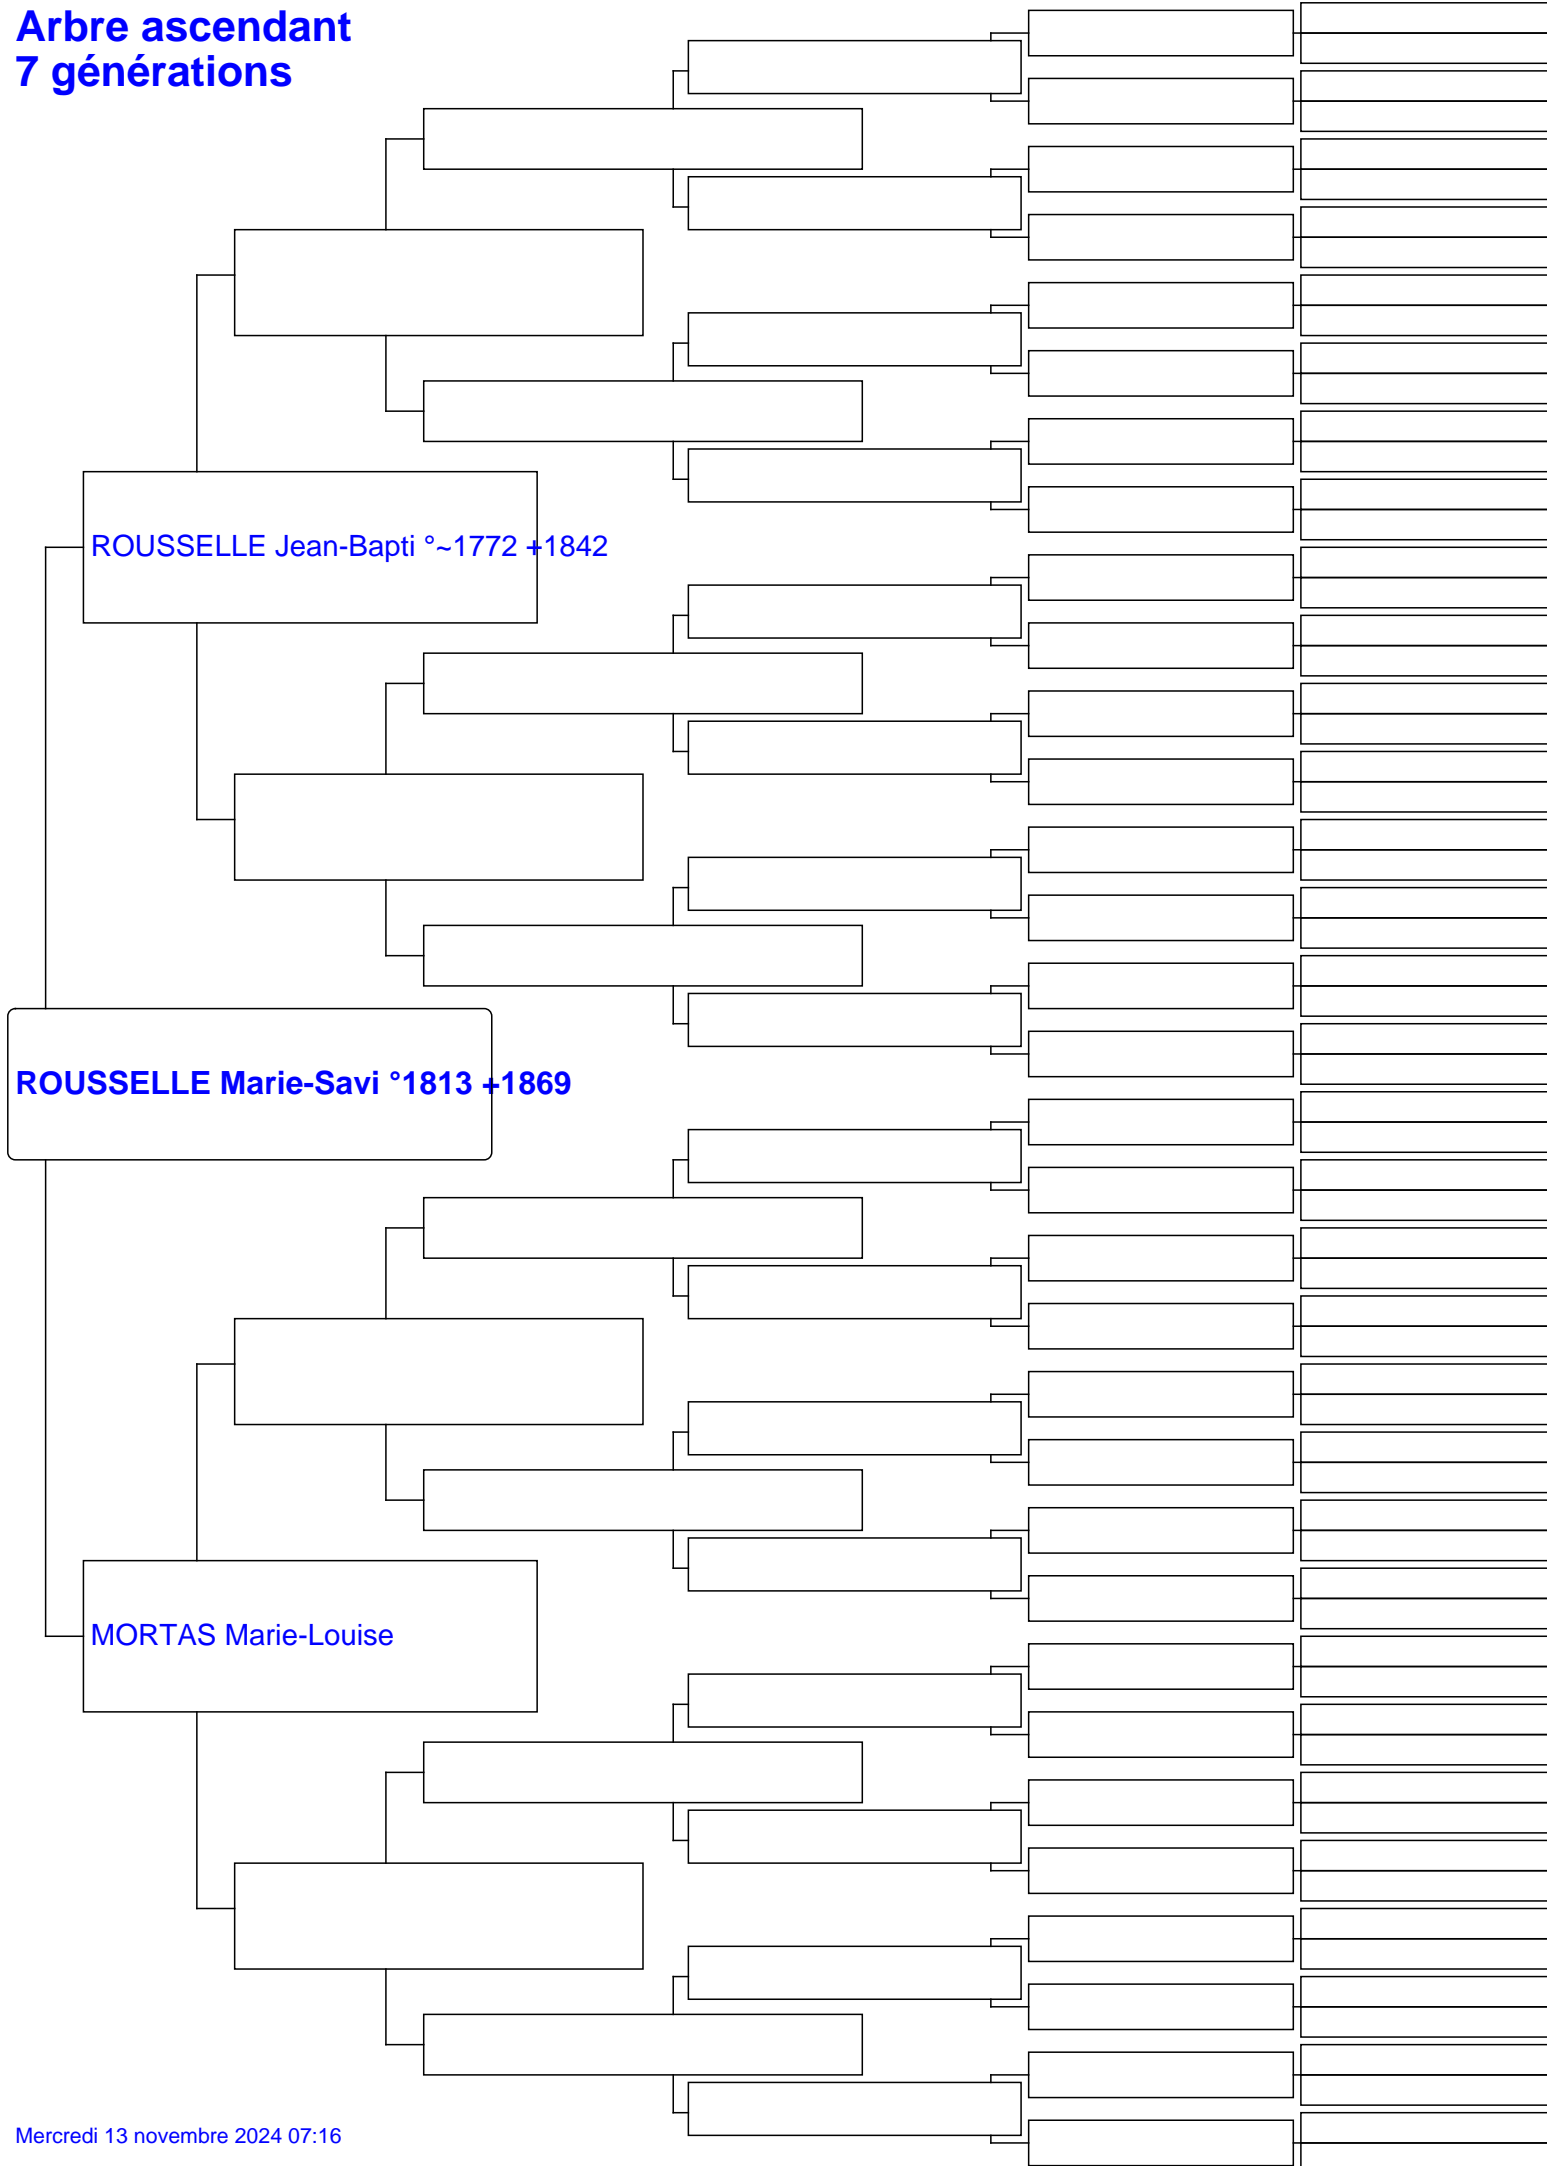 Arbre ascendant
7 générations
ROUSSELLE Jean-Bapti °~1772 +1842
ROUSSELLE Marie-Savi °1813 +1869
MORTAS Marie-Louise
Mercredi 13 novembre 2024 07:16